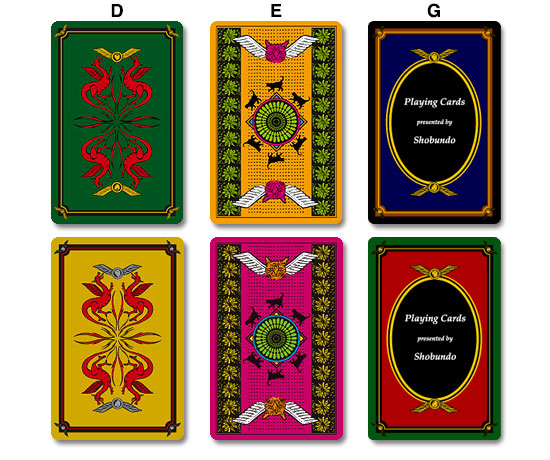 D E G
Playing Cards
presented by
Shobundo
Playing Cards
presented by
Shobundo